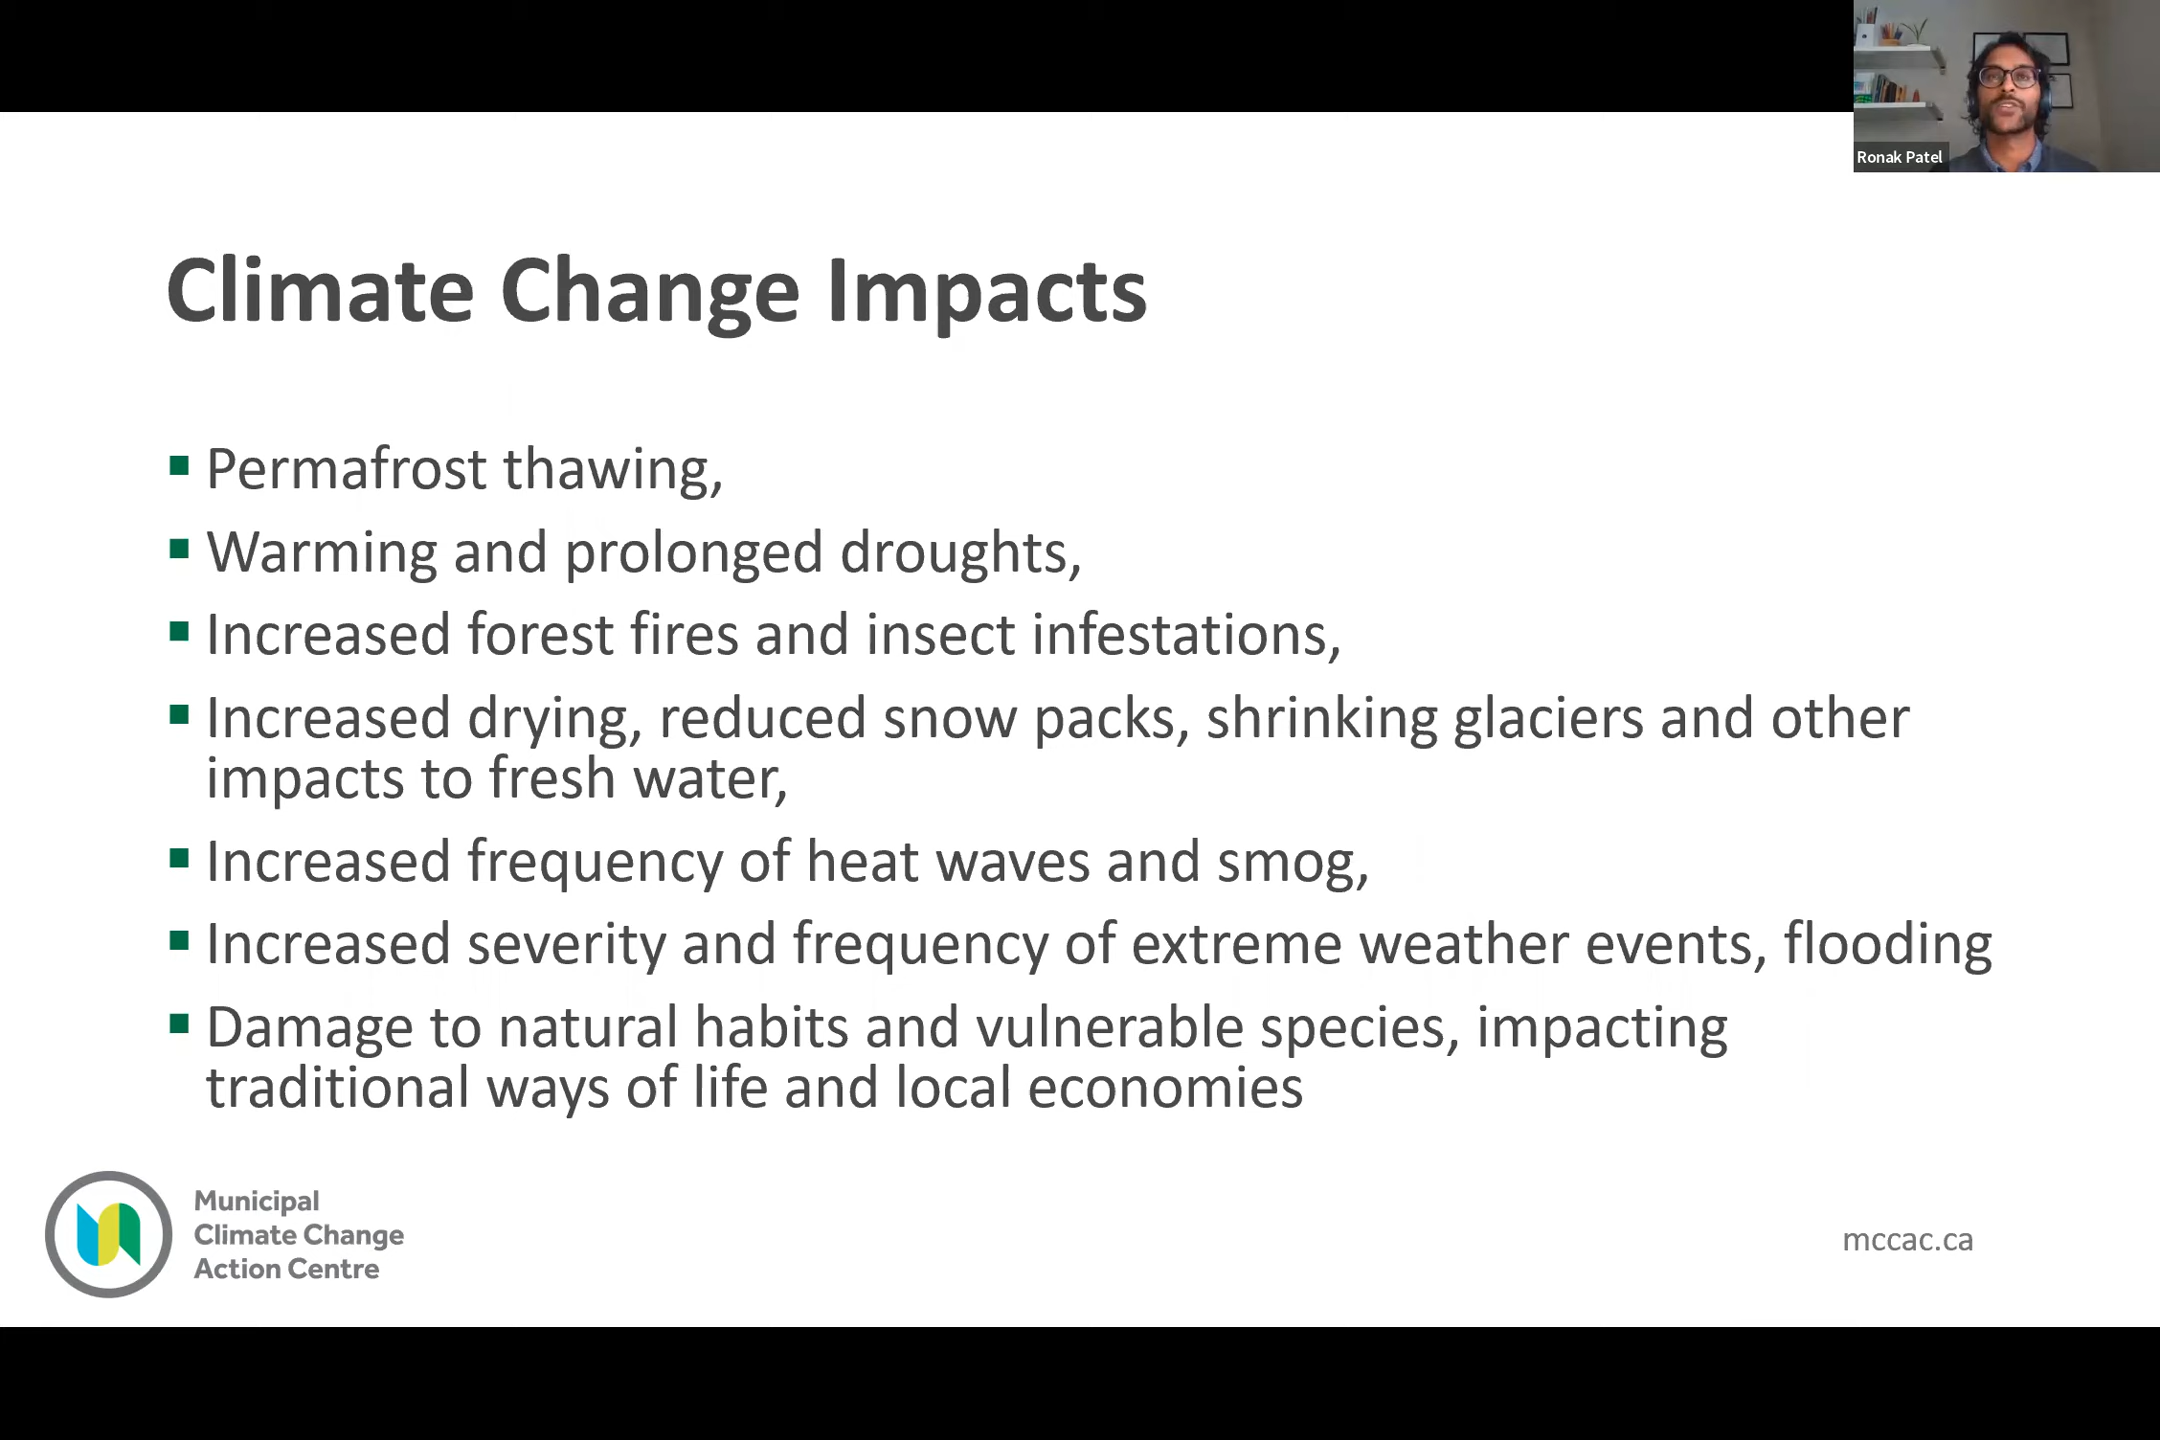 Ronak Patel
Climate Change Impacts
Permafrost thawing,
Warming and prolonged droughts,
Increased forest fires and insect infestations,
Increased drying, reduced snow packs, shrinking glaciers and other
impacts to fresh water,
Increased frequency of heat waves and smog,
Increased severity and frequency of extreme weather events, flooding
Damage to natural habits and vulnerable species, impacting
traditional ways of life and local economies
Municipal
Climate Change
Action Centre
mccac.ca